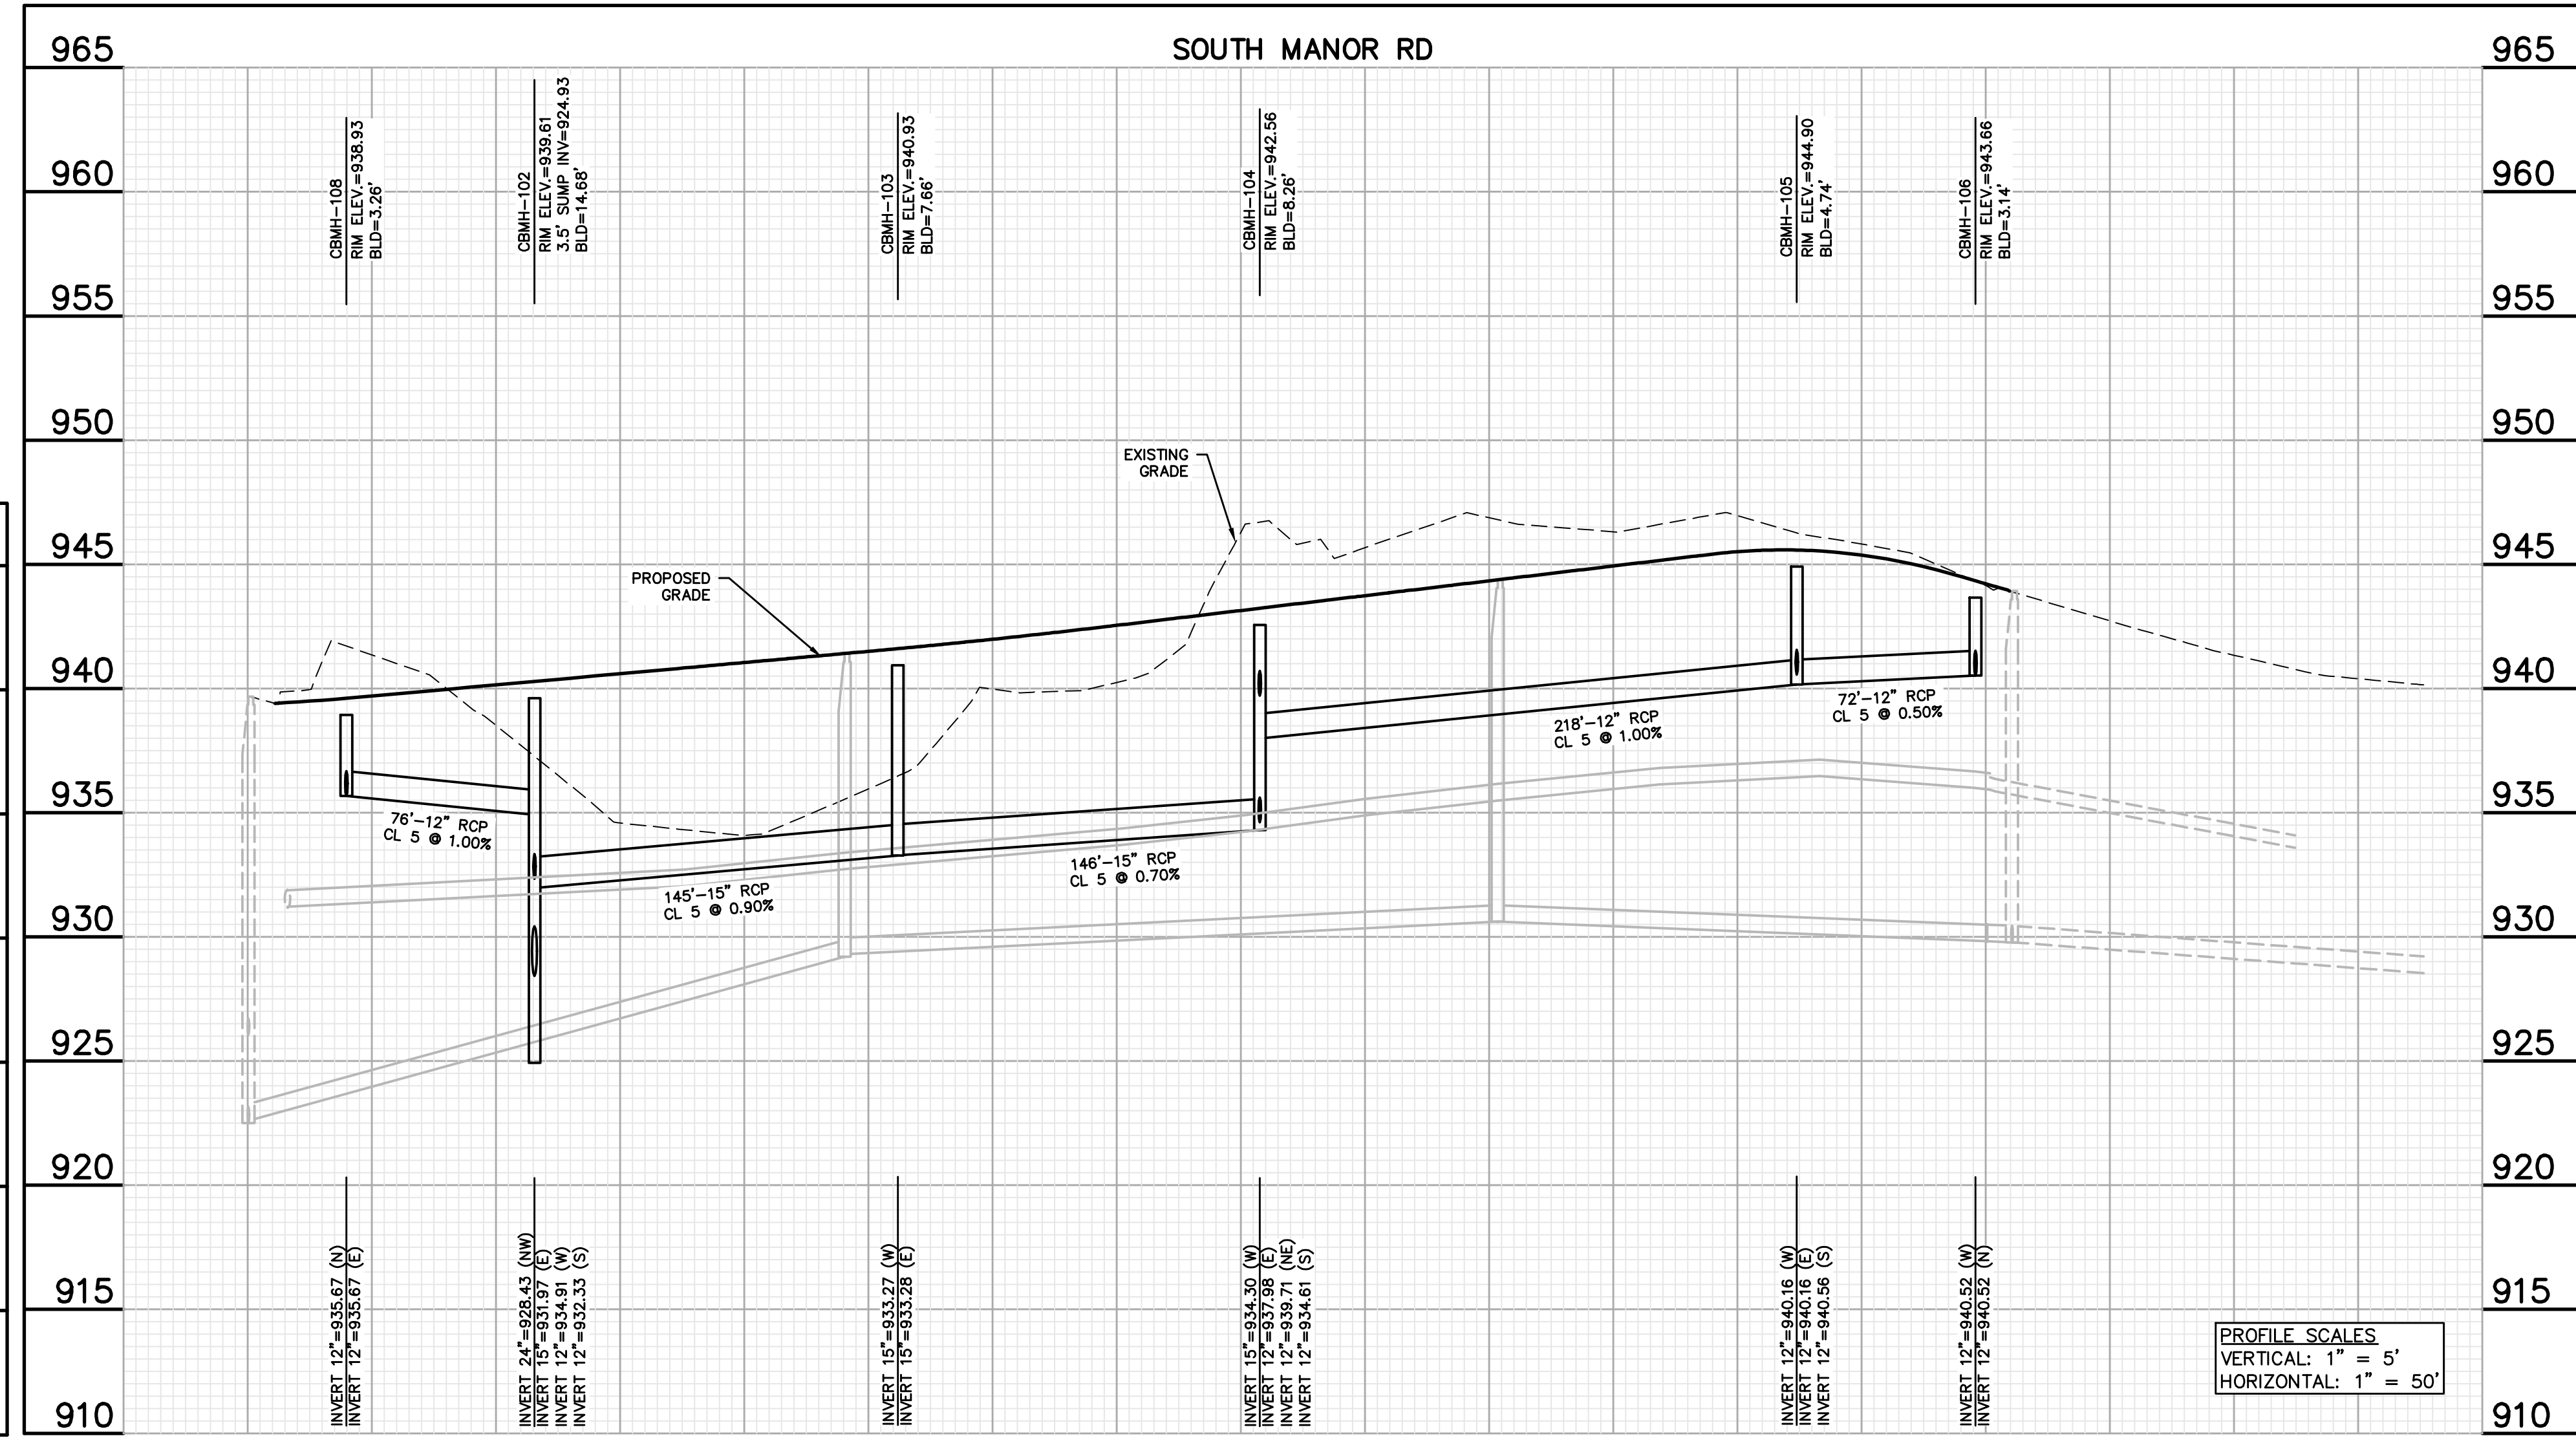 SOUTH MANOR RD
965
960
955
950
945
940
935
930
925
920
915
910
965
960
955
950
945
940
935
930
925
920
915
910
CBMH-108
RIM ELEV.=938.93
BLD=3.26'
CBMH-102
RIM ELEV.=939.61
3.5' SUMP INV=924.93
BLD=14.68'
CBMH-103
RIM ELEV.=940.93
BLD=7.66'
CBMH-104
RIM ELEV.=942.56
BLD=8.26'
CBMH-105
RIM ELEV.=944.90
BLD=4.74'
CBMH-106
RIM ELEV.=943.66
BLD=3.14'
EXISTING
GRADE
PROPOSED
GRADE
76'-12" RCP
CL 5 @ 1.00%
145'-15" RCP
CL 5 @ 0.90%
146'-15" RCP
CL 5 @ 0.70%
218'-12" RCP
CL 5 @ 1.00%
72'-12" RCP
CL 5 @ 0.50%
INVERT 12"=935.67 (N)
INVERT 12"=935.67 (E)
INVERT 24"=928.43 (NW)
INVERT 15"=931.97 (E)
INVERT 12"=934.91 (W)
INVERT 12"=932.33 (S)
INVERT 15"=933.27 (W)
INVERT 15"=933.28 (E)
INVERT 15"=934.30 (W)
INVERT 12"=937.98 (E)
INVERT 12"=939.71 (NE)
INVERT 12"=934.61 (S)
INVERT 12"=940.16 (W)
INVERT 12"=940.16 (E)
INVERT 12"=940.56 (S)
INVERT 12"=940.52 (W)
INVERT 12"=940.52 (N)
PROFILE SCALES
VERTICAL: 1" = 5'
HORIZONTAL: 1" = 50'